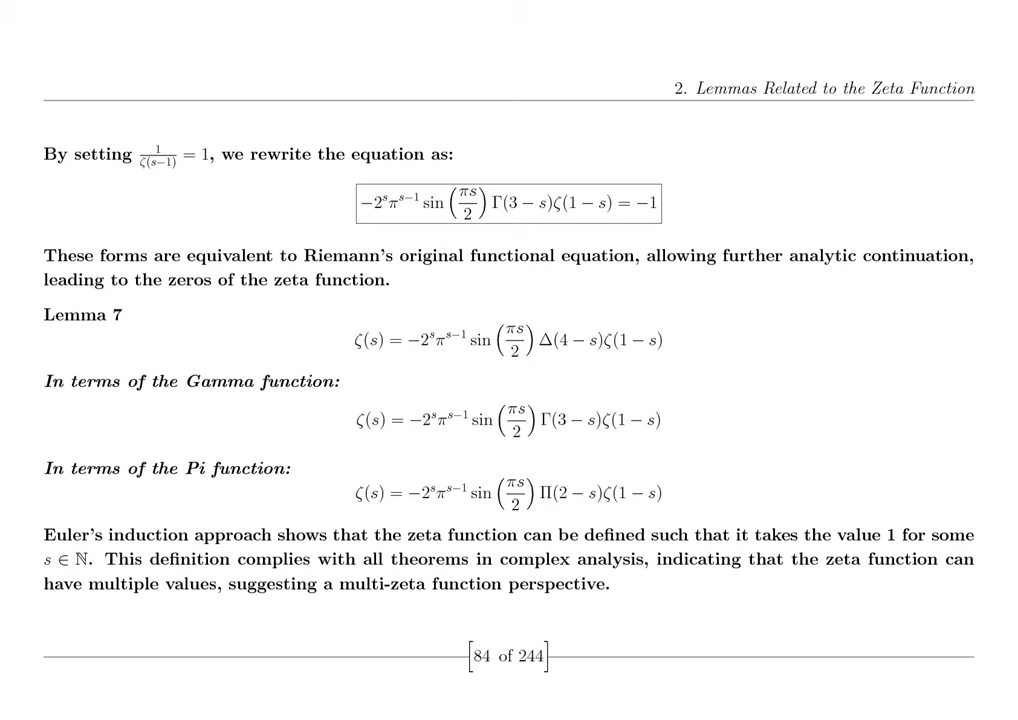 2. Lemmas Related to the Zeta Function
By setting \frac{1}{ζ(s−1)} = 1, we rewrite the equation as:
−2^s π^{s−1} sin(\frac{πs}{2}) Γ(3 − s)ζ(1 − s) = −1
These forms are equivalent to Riemann's original functional equation, allowing further analytic continuation,
leading to the zeros of the zeta function.
Lemma 7
ζ(s) = −2^s π^{s−1} sin(\frac{πs}{2}) Δ(4 − s)ζ(1 − s)
In terms of the Gamma function:
ζ(s) = −2^s π^{s−1} sin(\frac{πs}{2}) Γ(3 − s)ζ(1 − s)
In terms of the Pi function:
ζ(s) = −2^s π^{s−1} sin(\frac{πs}{2}) Π(2 − s)ζ(1 − s)
Euler's induction approach shows that the zeta function can be defined such that it takes the value 1 for some
s ∈ ℕ. This definition complies with all theorems in complex analysis, indicating that the zeta function can
have multiple values, suggesting a multi-zeta function perspective.
[84 of 244]